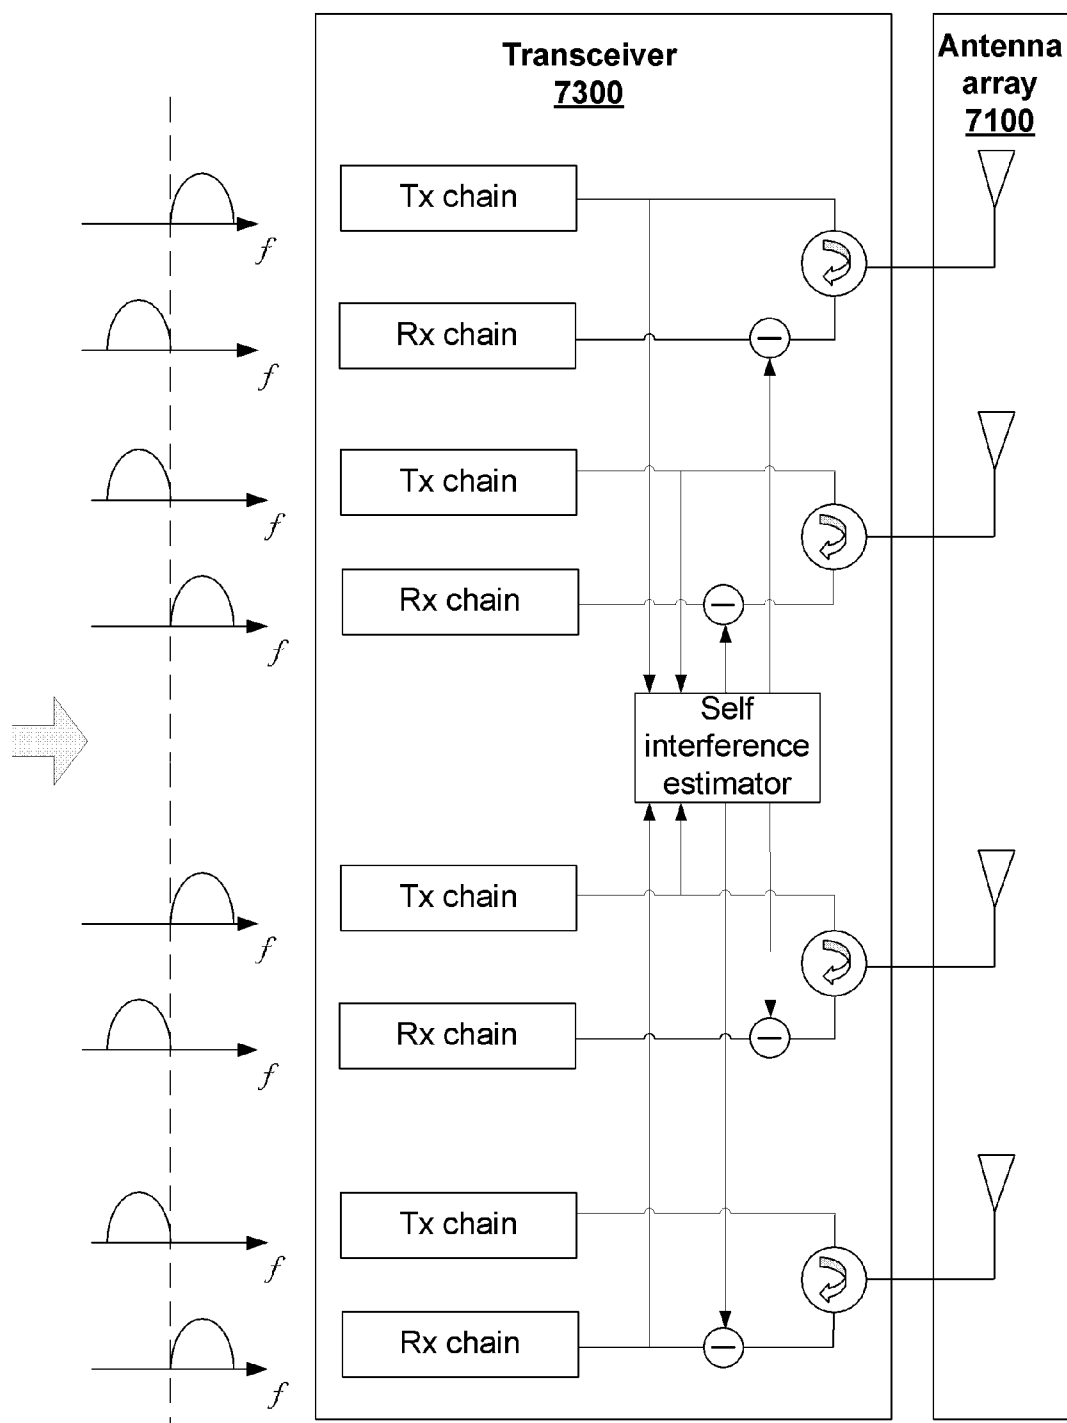 Transceiver
7300
Antenna
array
7100
Tx chain
f
Rx chain
f
Tx chain
f
Rx chain
f
Self
interference
estimator
Tx chain
f
Rx chain
f
Tx chain
f
Rx chain
f